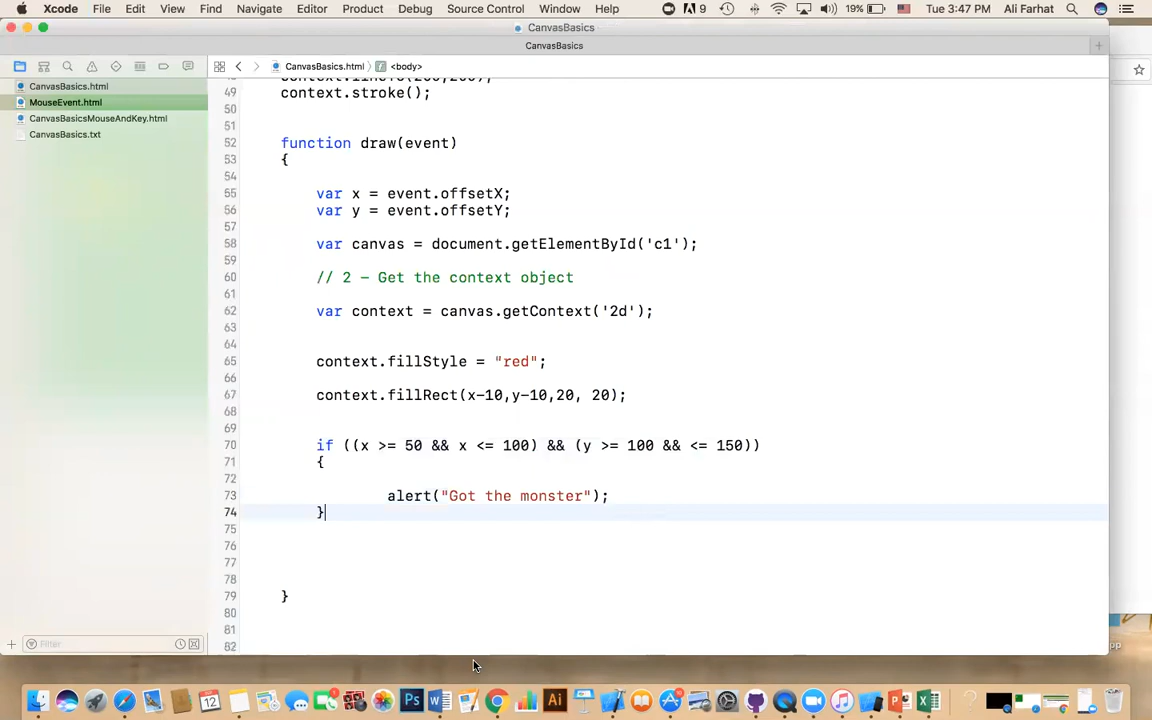 Xcode File Edit View Find Navigate Editor Product Debug Source Control Window Help 9 19% Tue 3:47 PM Ali Farhat
CanvasBasics
CanvasBasics
CanvasBasics.html 〉 <body>
CanvasBasics.html
MouseEvent.html
CanvasBasicsMouseAndKey.html
CanvasBasics.txt
49 context.stroke();
50
51
52 function draw(event)
53 {
54
55 var x = event.offsetX;
56 var y = event.offsetY;
57
58 var canvas = document.getElementById('c1');
59
60 // 2 - Get the context object
61
62 var context = canvas.getContext('2d');
63
64
65 context.fillStyle = "red";
66
67 context.fillRect(x-10,y-10,20, 20);
68
69
70 if ((x >= 50 && x <= 100) && (y >= 100 && <= 150))
71 {
72
73 alert("Got the monster");
74 }
75
76
77
78
79 }
80
81
82
Filter
12 Ps W Ai P X